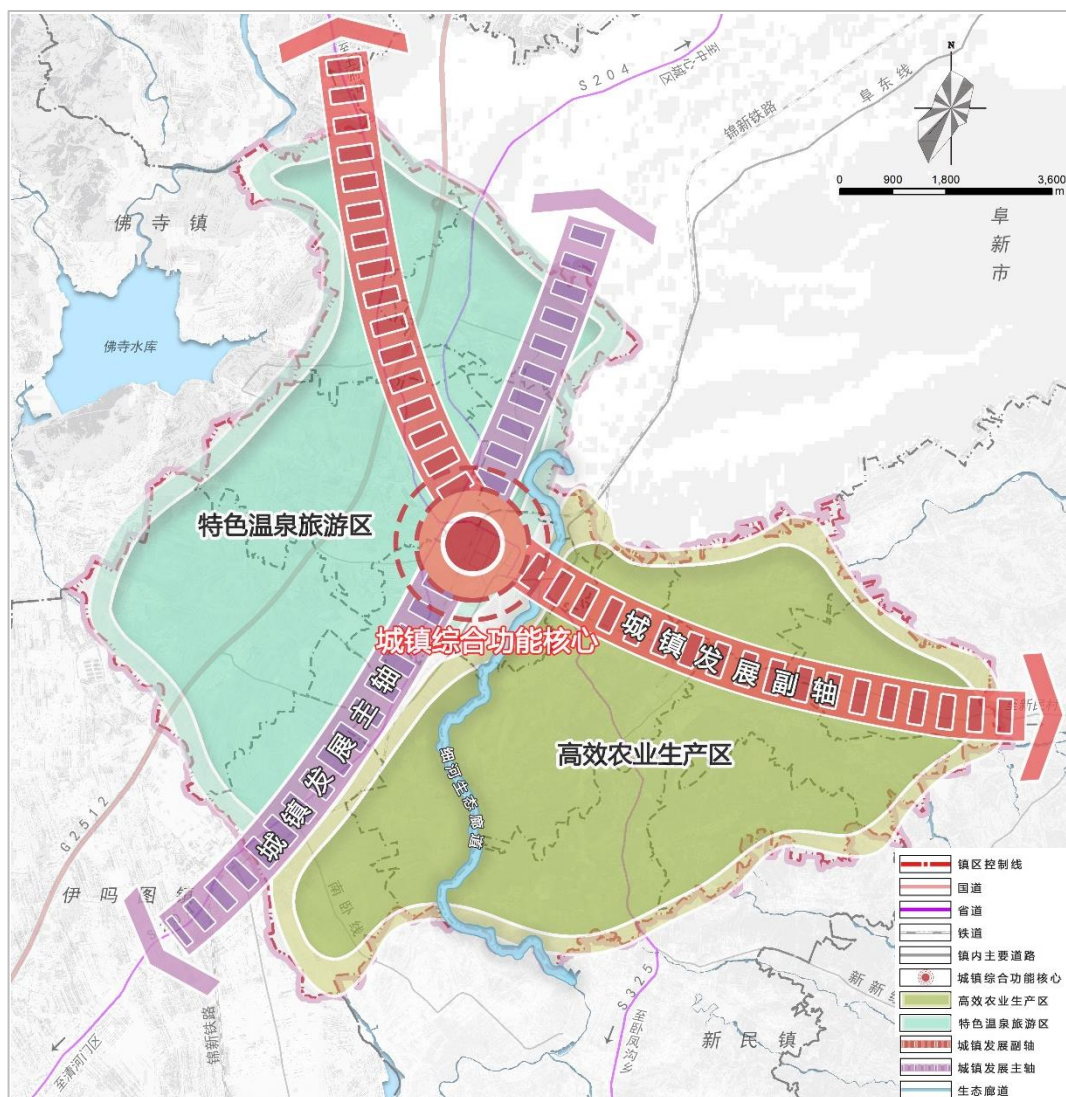 S204
至中心城区
阜东线
锦新铁路
N
0 900 1,800 3,600
m
佛寺镇
阜新市
佛寺水库
特色温泉旅游区
城镇综合功能核心
城镇发展副轴
至新民村
高效农业生产区
城镇发展主轴
细河生态廊道
G2512
伊吗图镇
南卧线
S325
至卧凤沟乡
新民镇
锦新铁路
至清河门区
镇区控制线
国道
省道
铁道
镇内主要道路
城镇综合功能核心
高效农业生产区
特色温泉旅游区
城镇发展副轴
城镇发展主轴
生态廊道